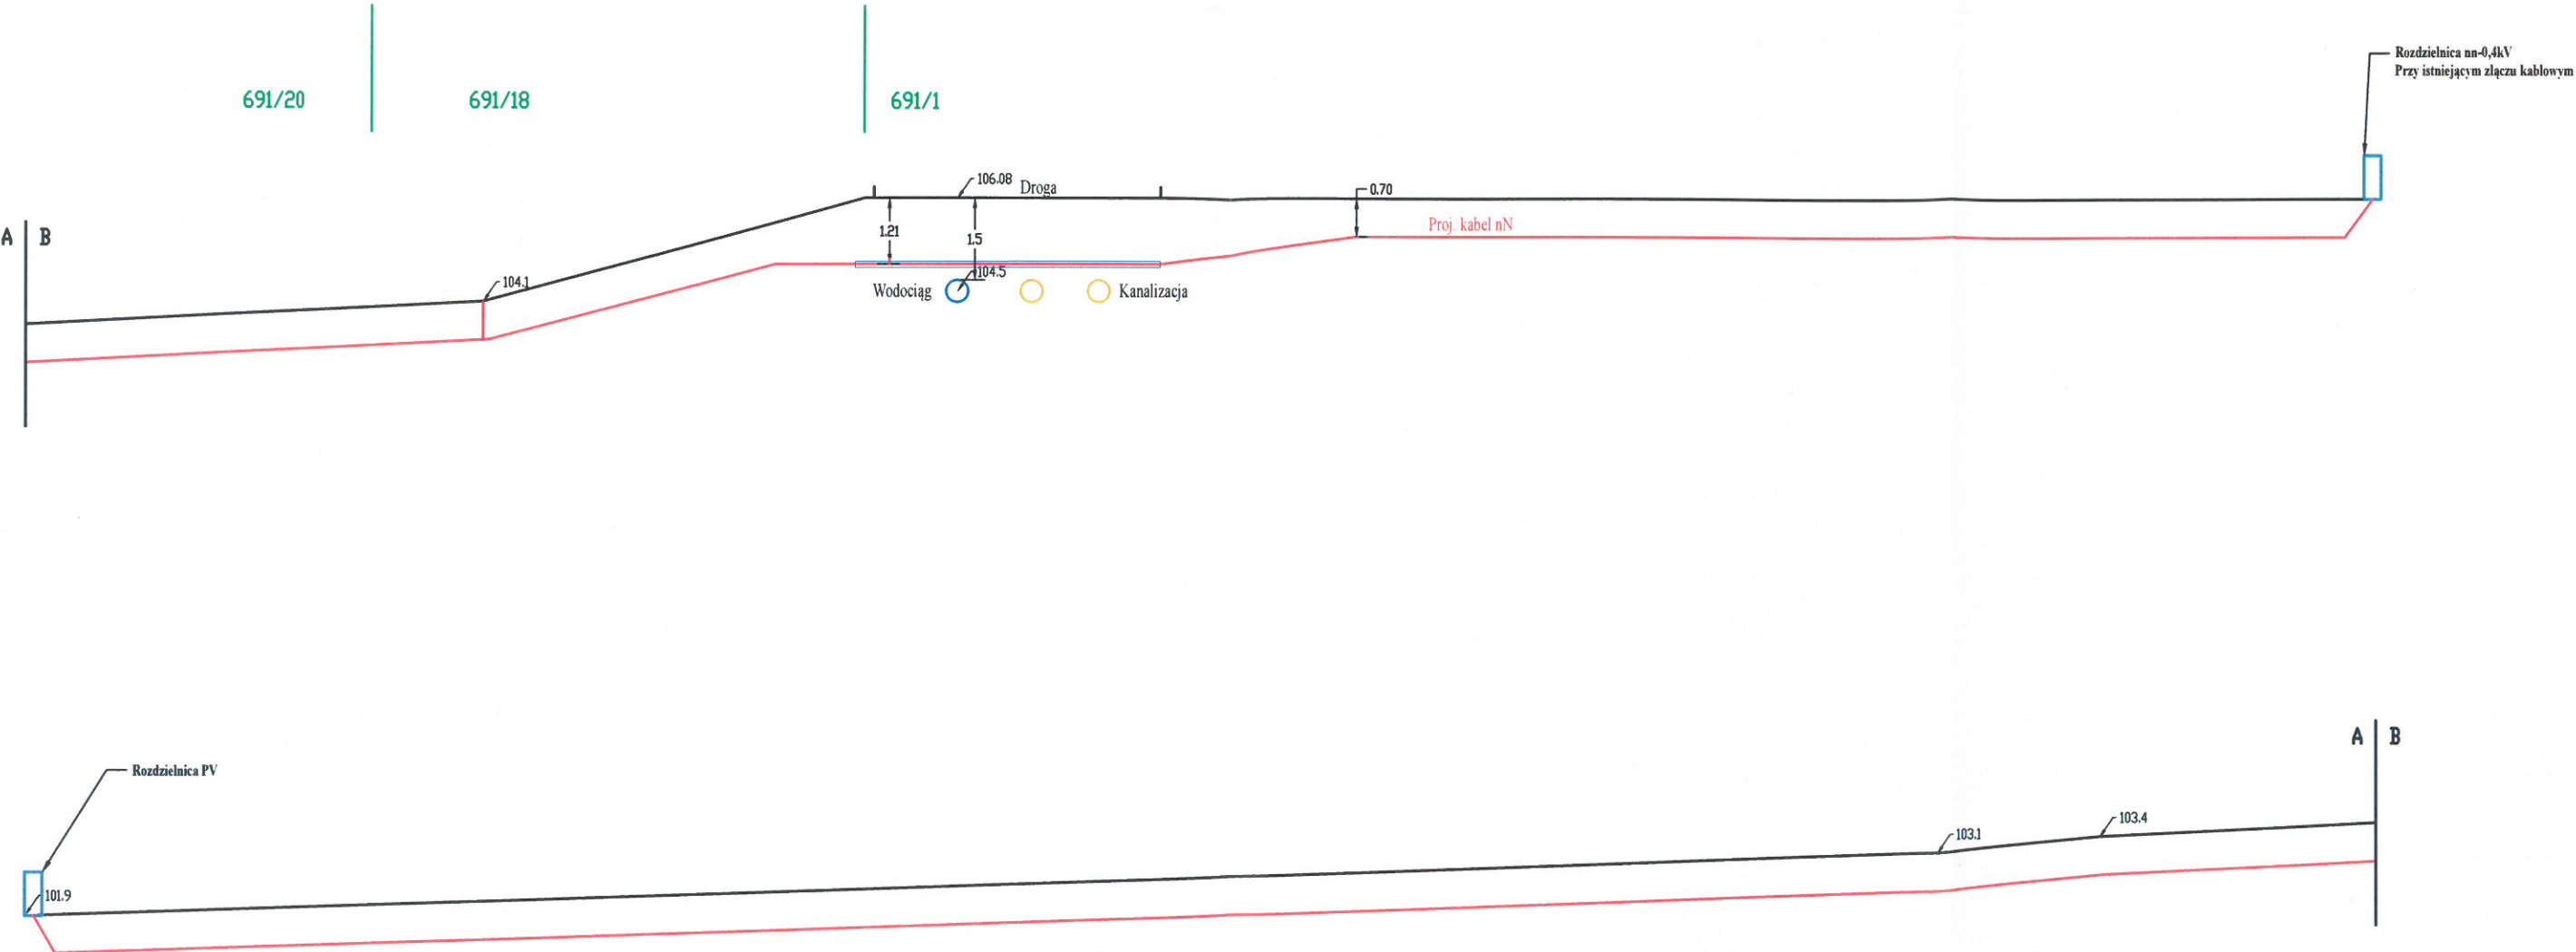 Rozdzielnica nn-0,4kV
Przy istniejącym złączu kablowym
691/20
691/18
691/1
106.08
Droga
0.70
A
B
1.21
1.5
Proj. kabel nN
104.1
104.5
Wodociąg
Kanalizacja
A
B
Rozdzielnica PV
103.4
103.1
101.9